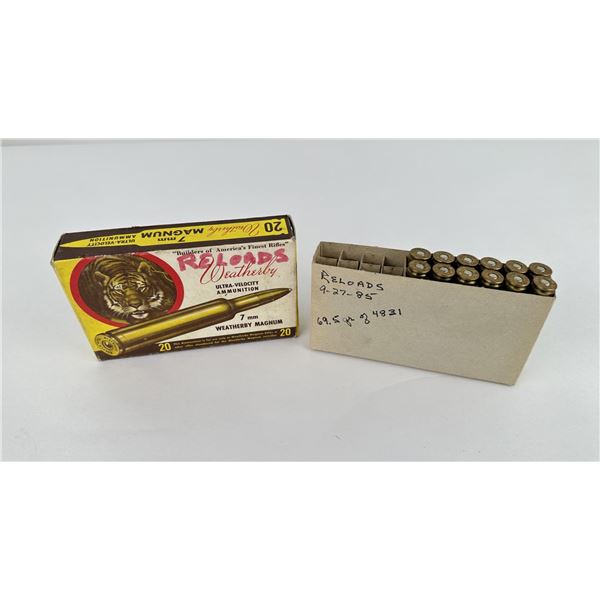 20 Weatherby
7mm
MAGNUM
ULTRA-VELOCITY
AMMUNITION
"Builders of America's Finest Rifles"
RELOADS
Weatherby
ULTRA-VELOCITY
AMMUNITION
7 mm
WEATHERBY MAGNUM
20
20
RELOADS
9-27-85
69.5 gr of 4831